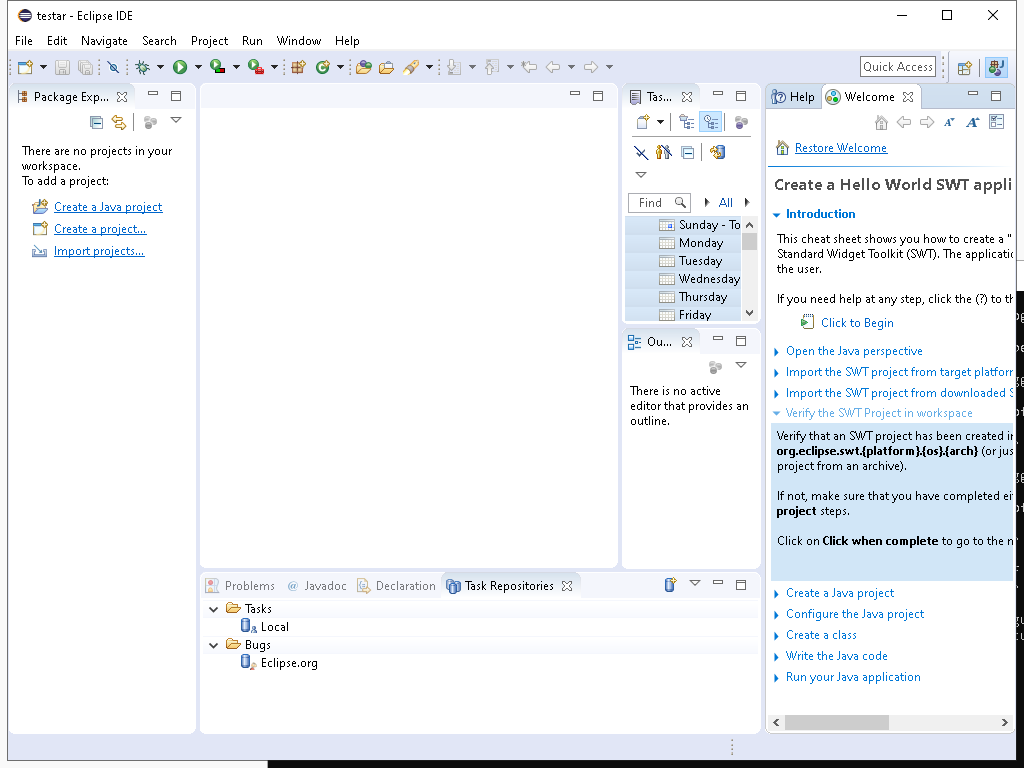 testar - Eclipse IDE
File Edit Navigate Search Project Run Window Help
Quick Access
Package Exp...
There are no projects in your
workspace.
To add a project:
Create a Java project
Create a project...
Import projects...
Tas...
Find
All
Sunday - To
Monday
Tuesday
Wednesday
Thursday
Friday
Ou...
There is no active
editor that provides an
outline.
Problems @ Javadoc Declaration Task Repositories
Tasks
Local
Bugs
Eclipse.org
Help Welcome
Restore Welcome
Create a Hello World SWT appli
Introduction
This cheat sheet shows you how to create a "
Standard Widget Toolkit (SWT). The applicatio
the user.
If you need help at any step, click the (?) to th
Click to Begin
Open the Java perspective
Import the SWT project from target platform
Import the SWT project from downloaded S
Verify the SWT Project in workspace
Verify that an SWT project has been created in
org.eclipse.swt.{platform}.{os}.{arch} (or jus
project from an archive).
If not, make sure that you have completed ei
project steps.
Click on Click when complete to go to the n
Create a Java project
Configure the Java project
Create a class
Write the Java code
Run your Java application